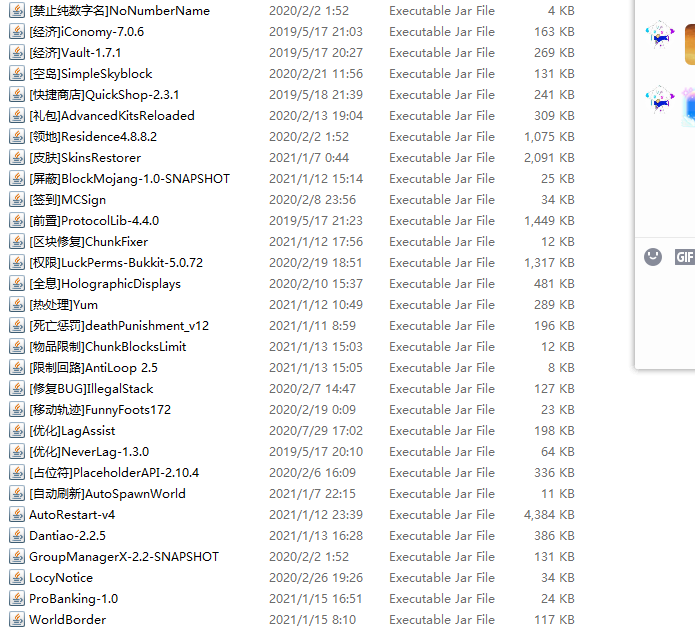 [禁止纯数字名]NoNumberName 2020/2/2 1:52 Executable Jar File 4 KB
[经济]iConomy-7.0.6 2019/5/17 21:03 Executable Jar File 163 KB
[经济]Vault-1.7.1 2019/5/17 20:27 Executable Jar File 269 KB
[空岛]SimpleSkyblock 2020/2/21 11:56 Executable Jar File 131 KB
[快捷商店]QuickShop-2.3.1 2019/5/18 21:39 Executable Jar File 241 KB
[礼包]AdvancedKitsReloaded 2020/2/13 19:04 Executable Jar File 309 KB
[领地]Residence4.8.8.2 2020/2/2 1:52 Executable Jar File 1,075 KB
[皮肤]SkinsRestorer 2021/1/7 0:44 Executable Jar File 2,091 KB
[屏蔽]BlockMojang-1.0-SNAPSHOT 2021/1/12 15:14 Executable Jar File 25 KB
[签到]MCSign 2020/2/8 23:56 Executable Jar File 34 KB
[前置]ProtocolLib-4.4.0 2019/5/17 21:23 Executable Jar File 1,449 KB
[区块修复]ChunkFixer 2021/1/12 17:56 Executable Jar File 12 KB
[权限]LuckPerms-Bukkit-5.0.72 2020/2/19 18:51 Executable Jar File 1,317 KB
[全息]HolographicDisplays 2020/2/10 15:37 Executable Jar File 481 KB
[热处理]Yum 2021/1/12 10:49 Executable Jar File 289 KB
[死亡惩罚]deathPunishment_v12 2021/1/11 8:59 Executable Jar File 196 KB
[物品限制]ChunkBlocksLimit 2021/1/13 15:03 Executable Jar File 12 KB
[限制回路]AntiLoop 2.5 2021/1/13 15:05 Executable Jar File 8 KB
[修复BUG]IllegalStack 2020/2/7 14:47 Executable Jar File 127 KB
[移动轨迹]FunnyFoots172 2020/2/19 0:09 Executable Jar File 23 KB
[优化]LagAssist 2020/7/29 17:02 Executable Jar File 198 KB
[优化]NeverLag-1.3.0 2019/5/17 20:10 Executable Jar File 64 KB
[占位符]PlaceholderAPI-2.10.4 2020/2/6 16:09 Executable Jar File 336 KB
[自动刷新]AutoSpawnWorld 2021/1/7 22:15 Executable Jar File 11 KB
AutoRestart-v4 2021/1/12 23:39 Executable Jar File 4,384 KB
Dantiao-2.2.5 2021/1/13 16:28 Executable Jar File 386 KB
GroupManagerX-2.2-SNAPSHOT 2020/2/2 1:52 Executable Jar File 131 KB
LocyNotice 2020/2/26 19:26 Executable Jar File 34 KB
ProBanking-1.0 2021/1/15 16:51 Executable Jar File 24 KB
WorldBorder 2021/1/15 8:10 Executable Jar File 117 KB
GIF